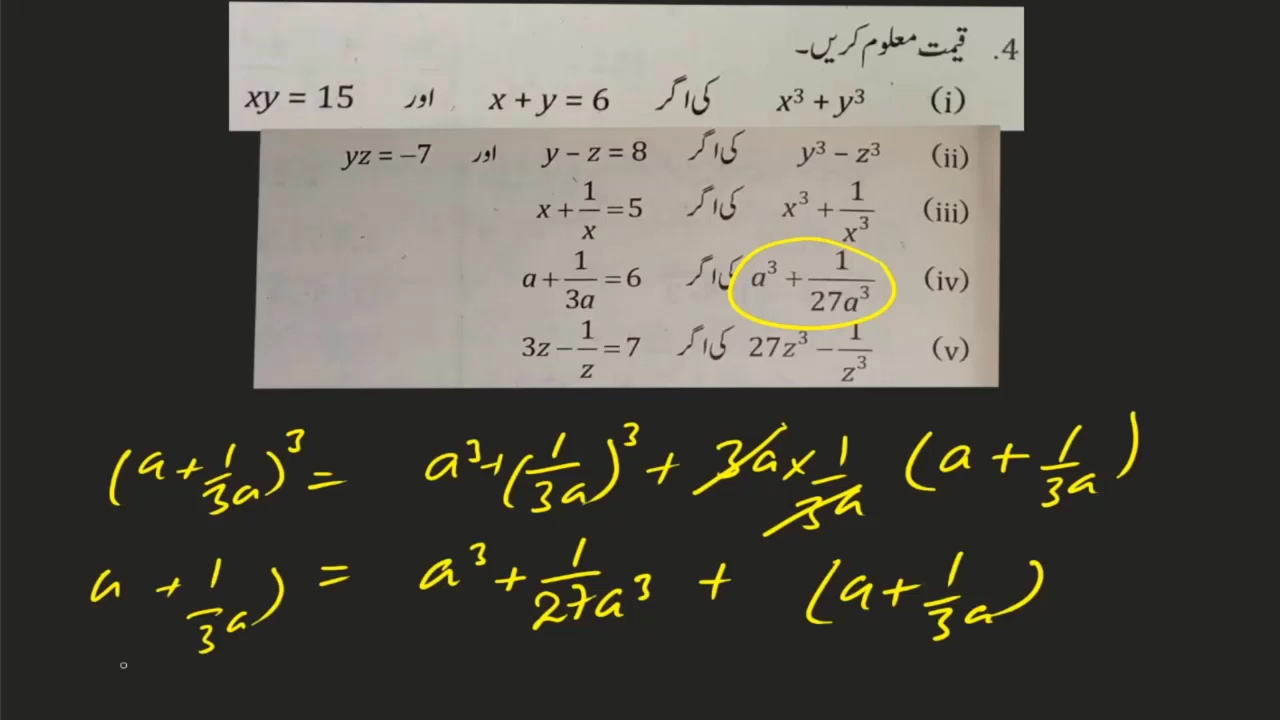 4. قیمت معلوم کریں۔
(i) x³ + y³ کی اگر x + y = 6 اور xy = 15
(ii) y³ – z³ کی اگر y – z = 8 اور yz = –7
(iii) x³ + 1/x³ کی اگر x + 1/x = 5
(iv) a³ + 1/27a³ کی اگر a + 1/3a = 6
(v) 27z³ – 1/z³ کی اگر 3z – 1/z = 7
(a + 1/3a)³ = a³ + (1/3a)³ + 3a × 1/3a (a + 1/3a)
a + 1/3a) = a³ + 1/27a³ + (a + 1/3a)